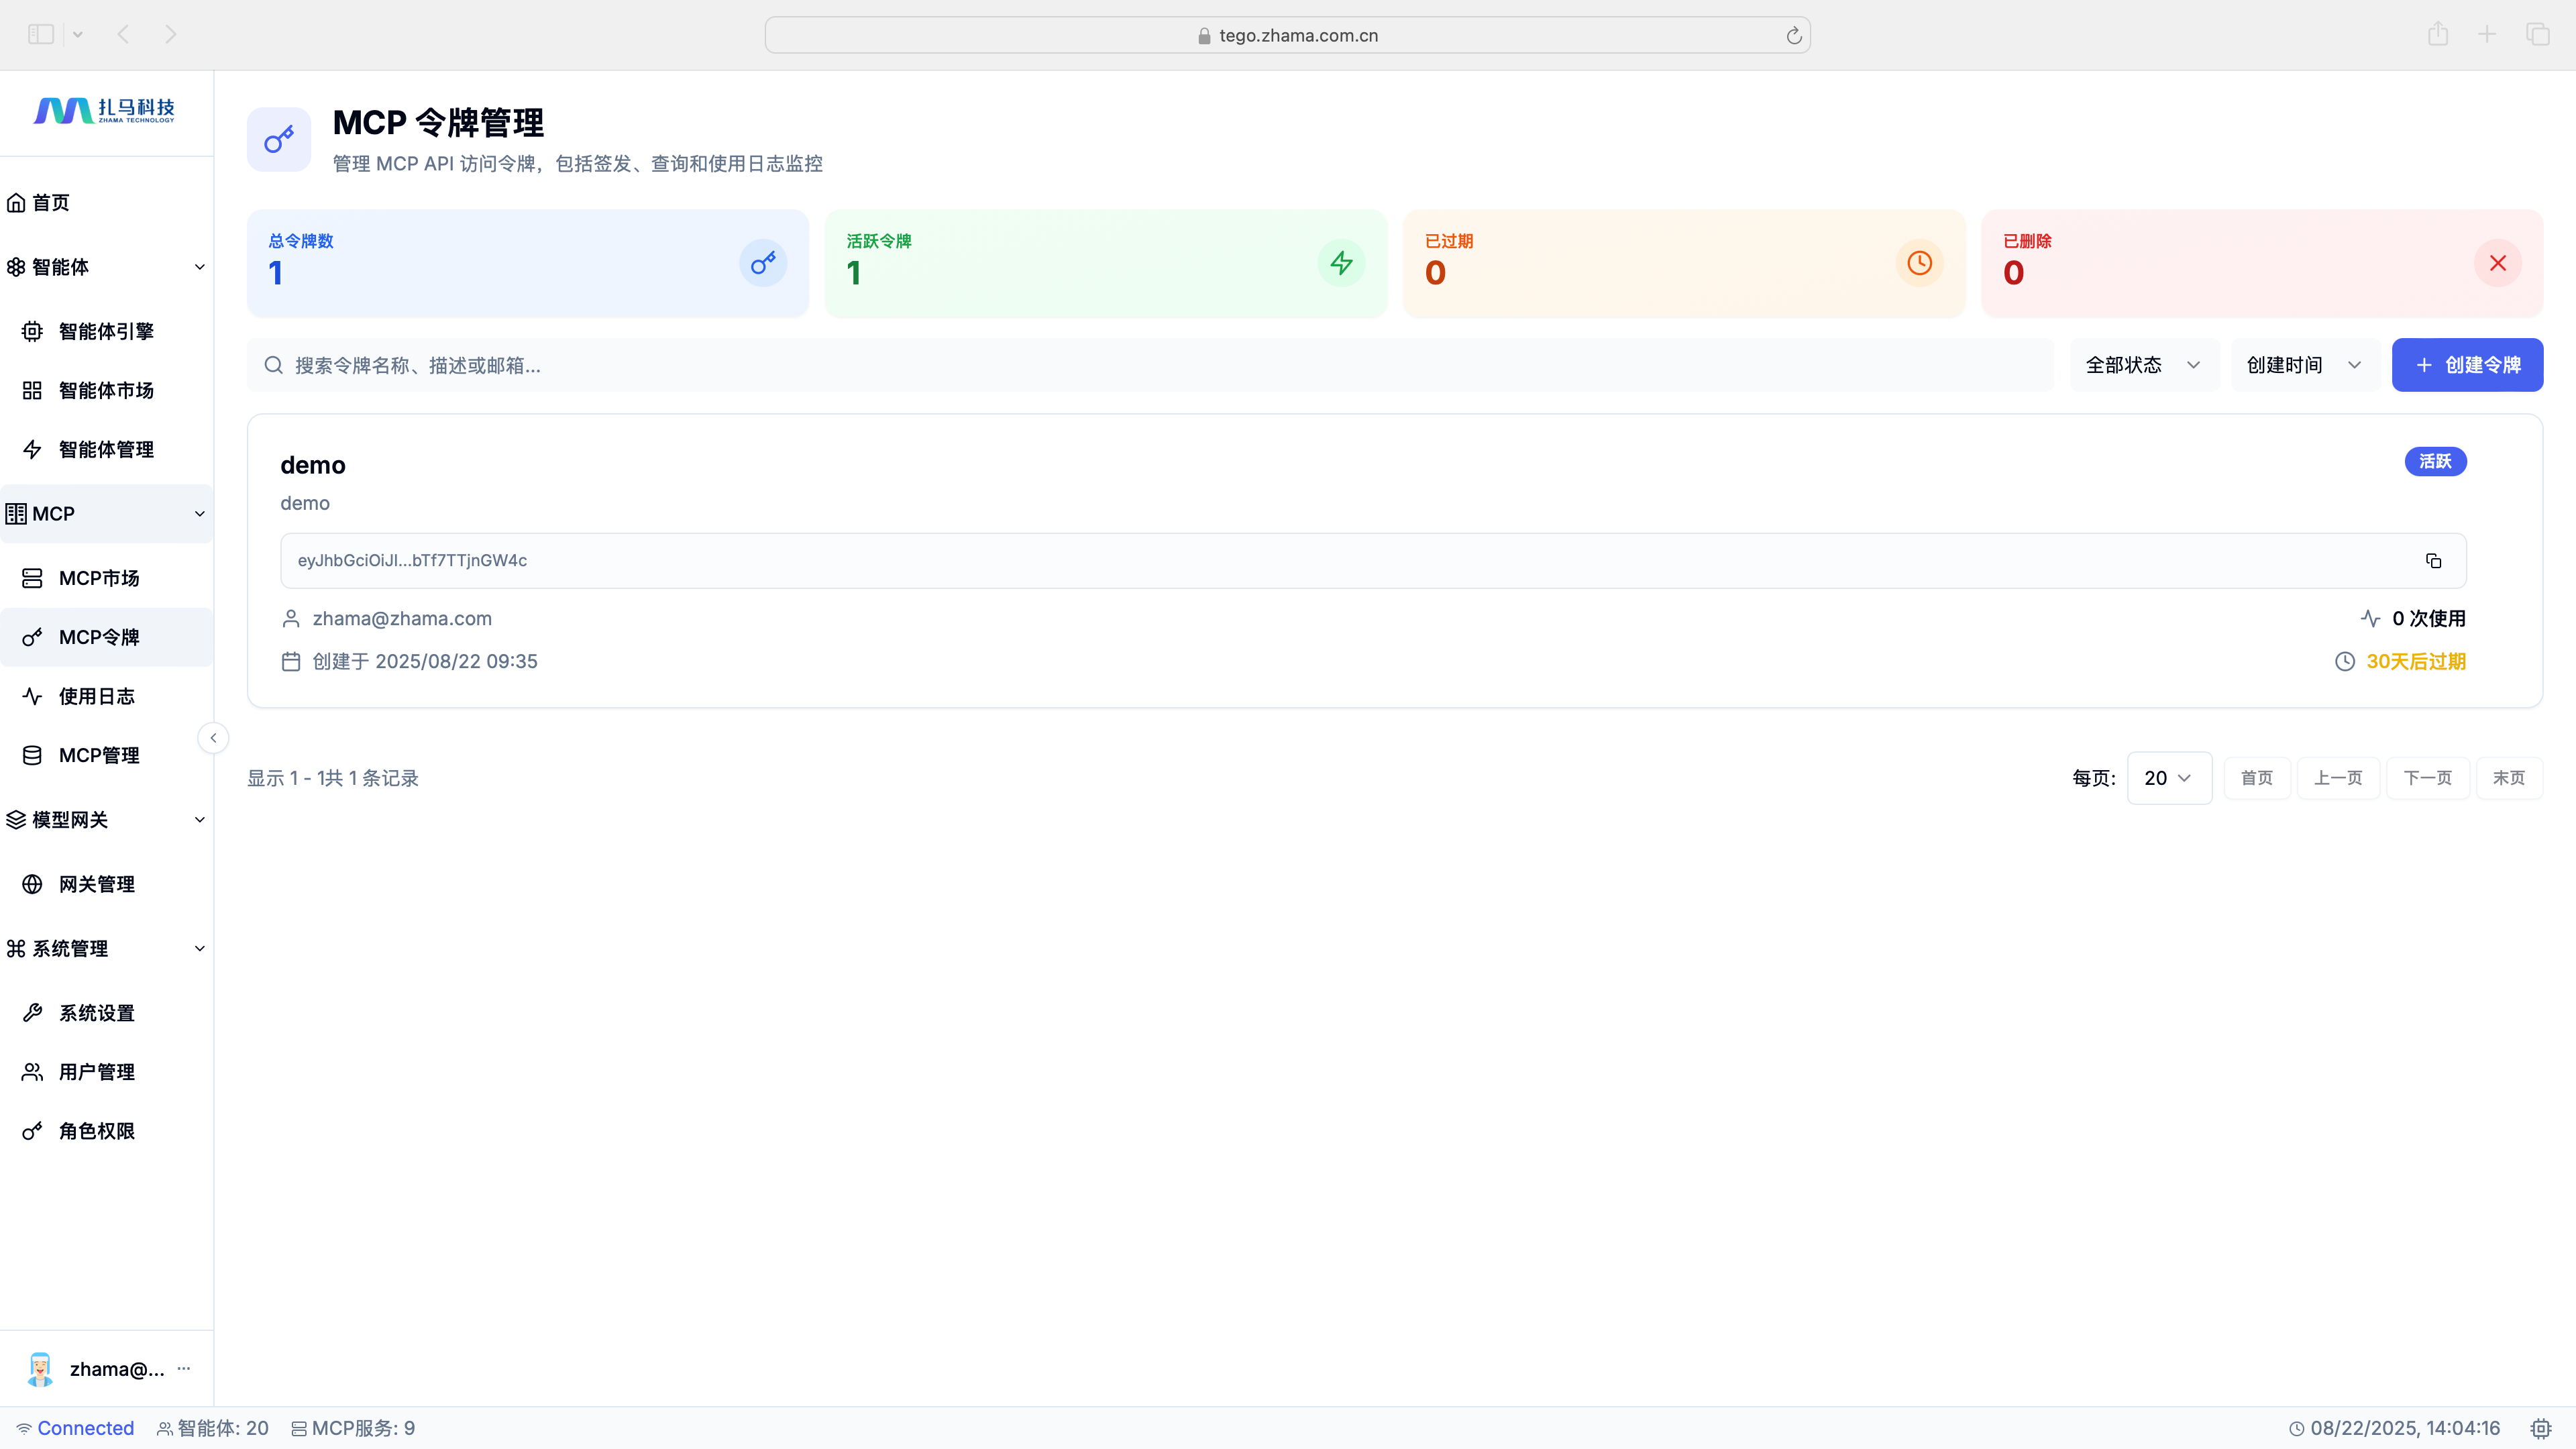 tego.zhama.com.cn
扎马科技
ZHAMA TECHNOLOGY
首页
智能体
智能体引擎
智能体市场
智能体管理
MCP
MCP市场
MCP令牌
使用日志
MCP管理
模型网关
网关管理
系统管理
系统设置
用户管理
角色权限
zhama@... ...
MCP 令牌管理
管理 MCP API 访问令牌，包括签发、查询和使用日志监控
总令牌数
1
活跃令牌
1
已过期
0
已删除
0
搜索令牌名称、描述或邮箱...
全部状态
创建时间
创建令牌
demo
活跃
demo
eyJhbGciOiJI...bTf7TTjnGW4c
zhama@zhama.com
0 次使用
创建于 2025/08/22 09:35
30天后过期
显示 1 - 1共 1 条记录
每页: 20 首页 上一页 下一页 末页
Connected 智能体: 20 MCP服务: 9
08/22/2025, 14:04:16